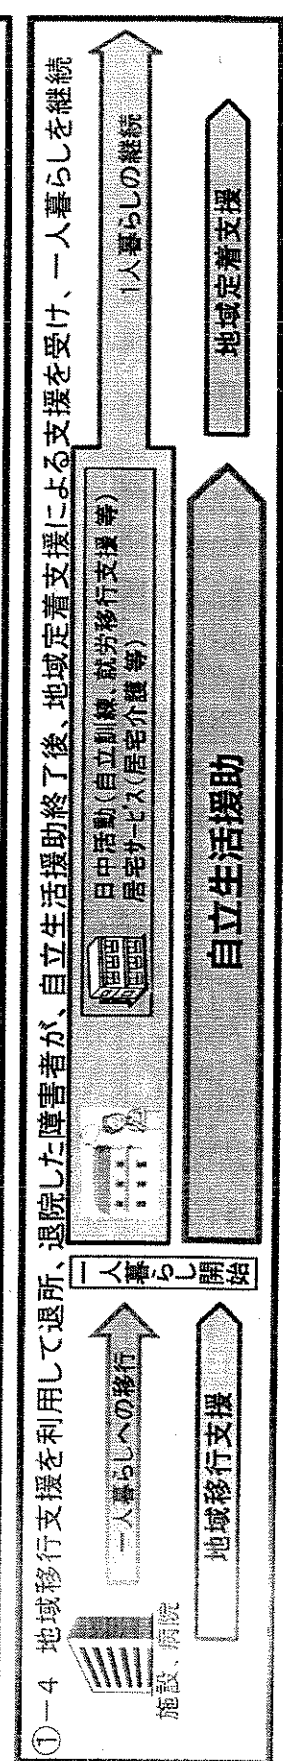 ①−4 地域移行支援を利用して退所、退院した障害者が、自立生活援助終了後、地域定着支援による支援を受け、一人暮らしを継続
施設、病院
一人暮らしへの移行
地域移行支援
一人暮らし開始
日中活動(自立訓練、就労移行支援 等)
居宅サービス(居宅介護 等)
自立生活援助
1人暮らしの継続
地域定着支援